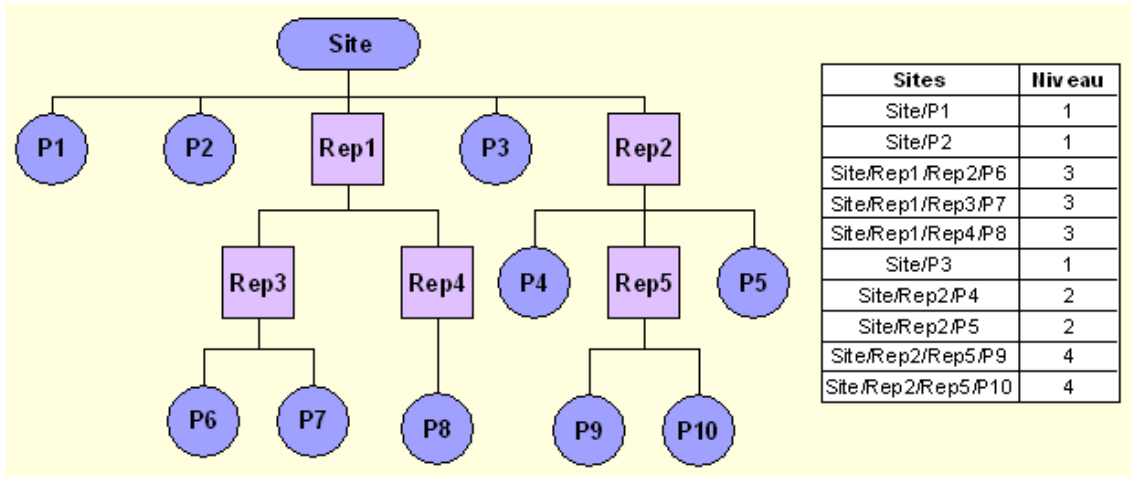 Site
P1 P2 Rep1 P3 Rep2
Rep3 Rep4 P4 Rep5 P5
P6 P7 P8 P9 P10
Sites Niveau
Site/P1 1
Site/P2 1
Site/Rep1/Rep2/P6 3
Site/Rep1/Rep3/P7 3
Site/Rep1/Rep4/P8 3
Site/P3 1
Site/Rep2/P4 2
Site/Rep2/P5 2
Site/Rep2/Rep5/P9 4
Site/Rep2/Rep5/P10 4